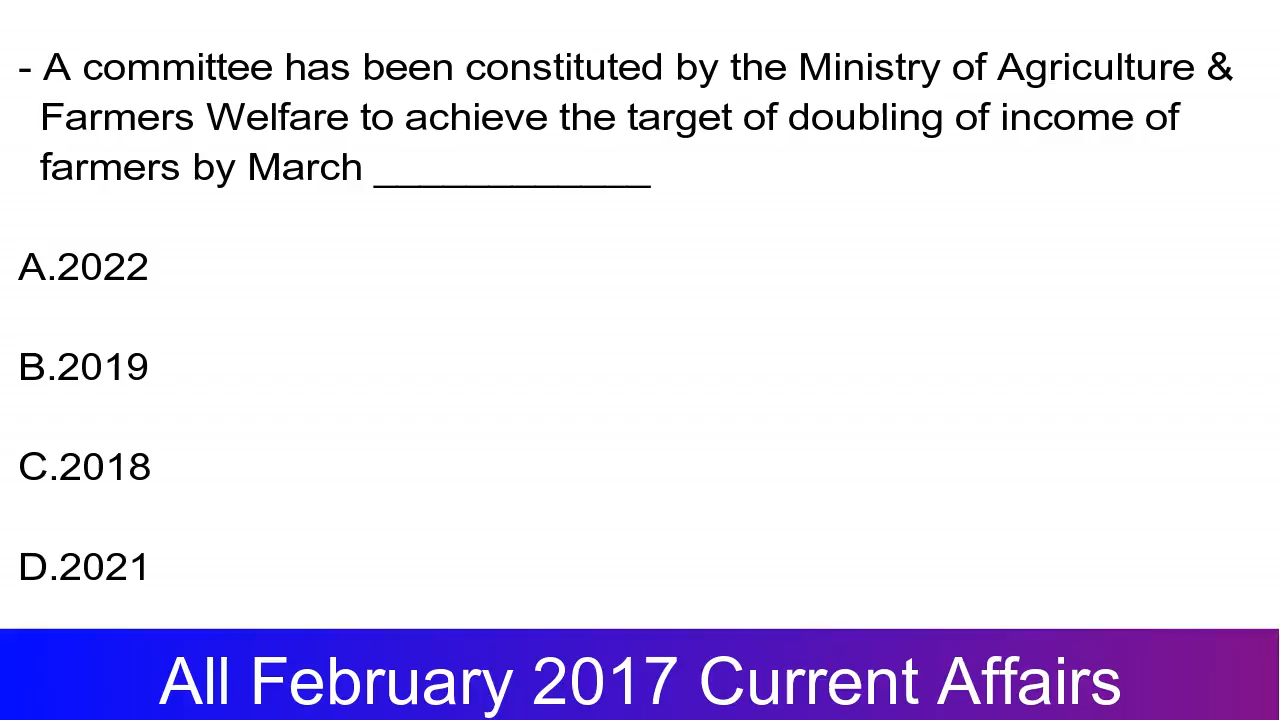 - A committee has been constituted by the Ministry of Agriculture &
Farmers Welfare to achieve the target of doubling of income of
farmers by March ____________
A.2022
B.2019
C.2018
D.2021
All February 2017 Current Affairs